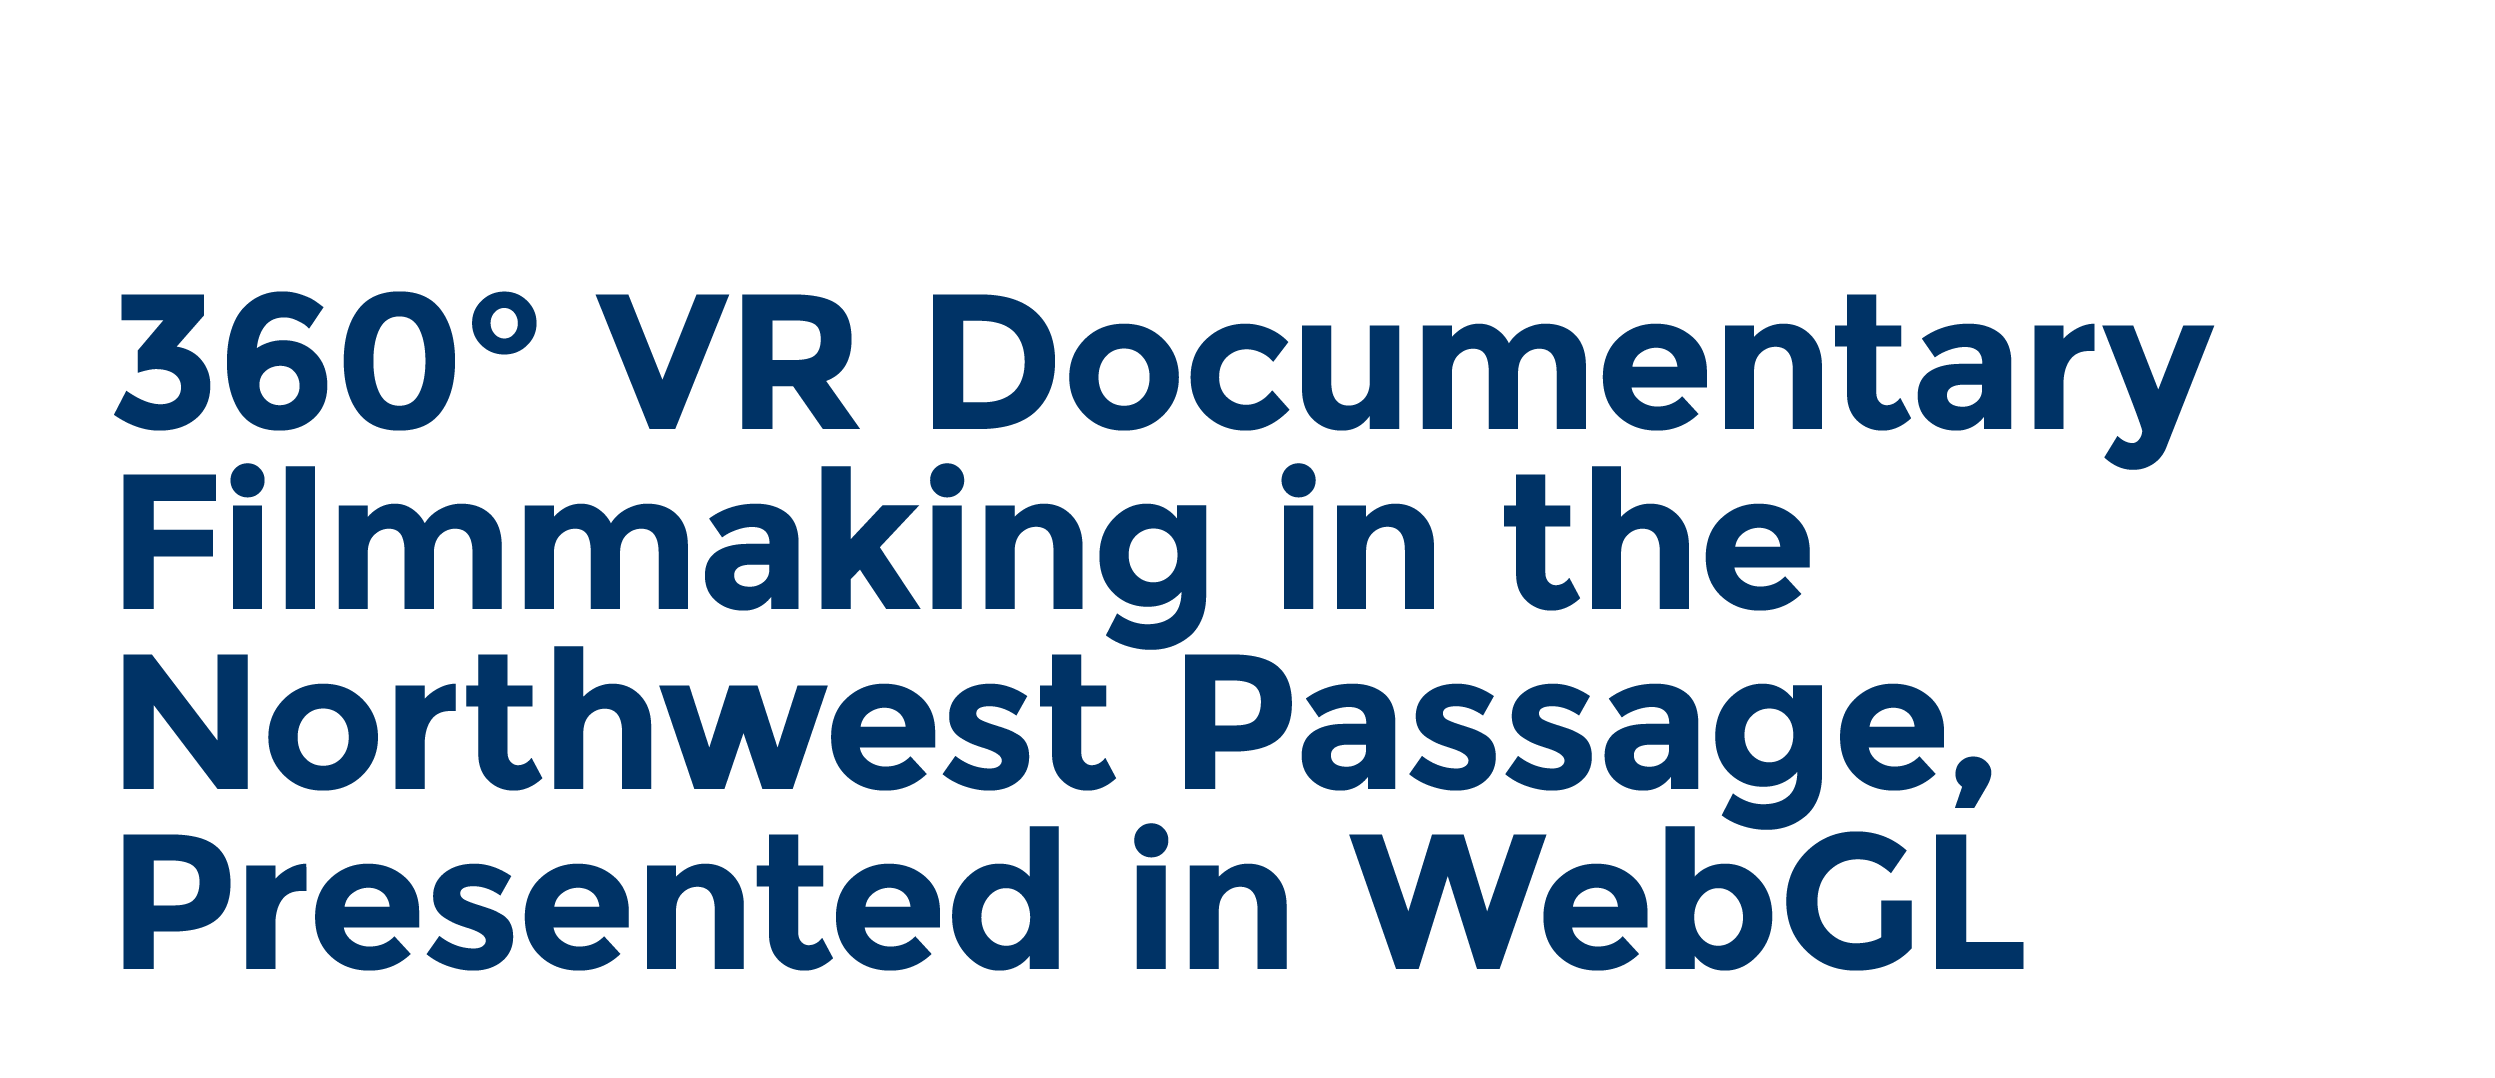 360° VR Documentary
Filmmaking in the
Northwest Passage,
Presented in WebGL